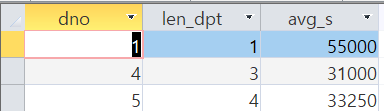 dno len_dpt avg_s
1 1 55000
4 3 31000
5 4 33250